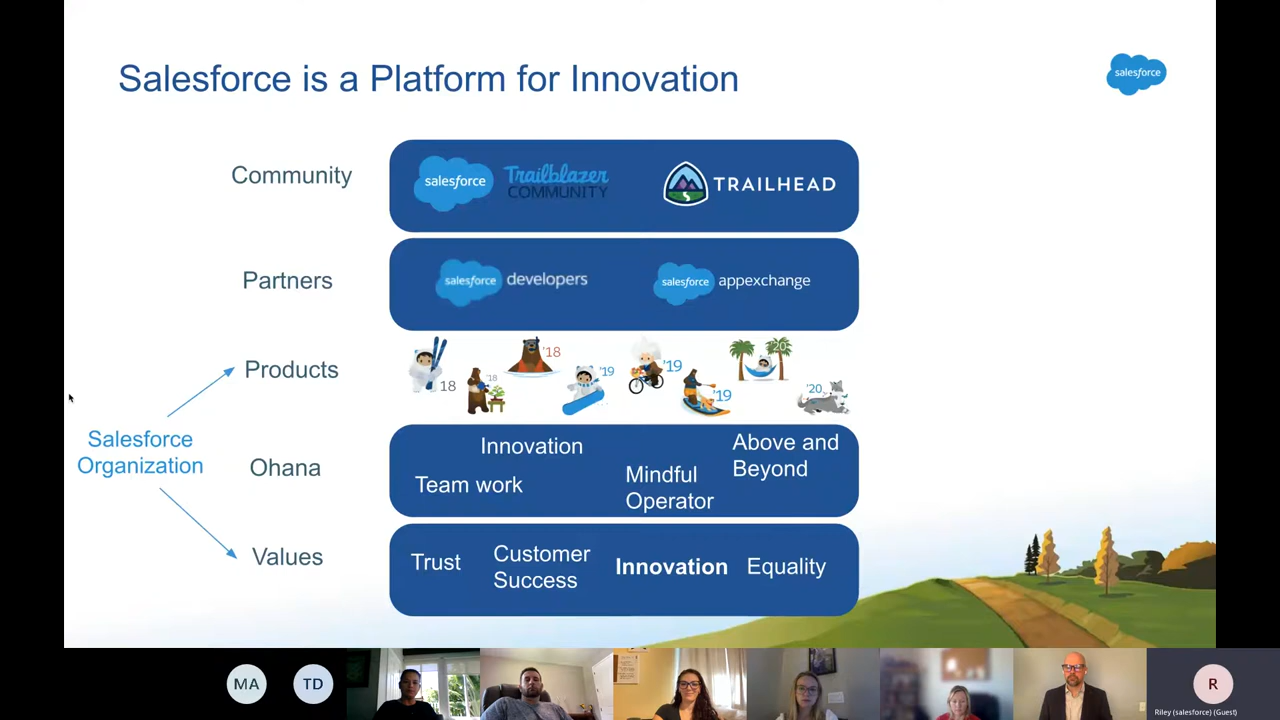 Salesforce is a Platform for Innovation
salesforce
Community
salesforce
Trailblazer
COMMUNITY
TRAILHEAD
Partners
salesforce developers
salesforce appexchange
Products
'18
'18
'18
'19
'19
'19
'20
'20
Salesforce
Organization
Ohana
Innovation
Team work
Mindful
Operator
Above and
Beyond
Values
Trust
Customer
Success
Innovation
Equality
MA
TD
R
Riley (salesforce) (Guest)